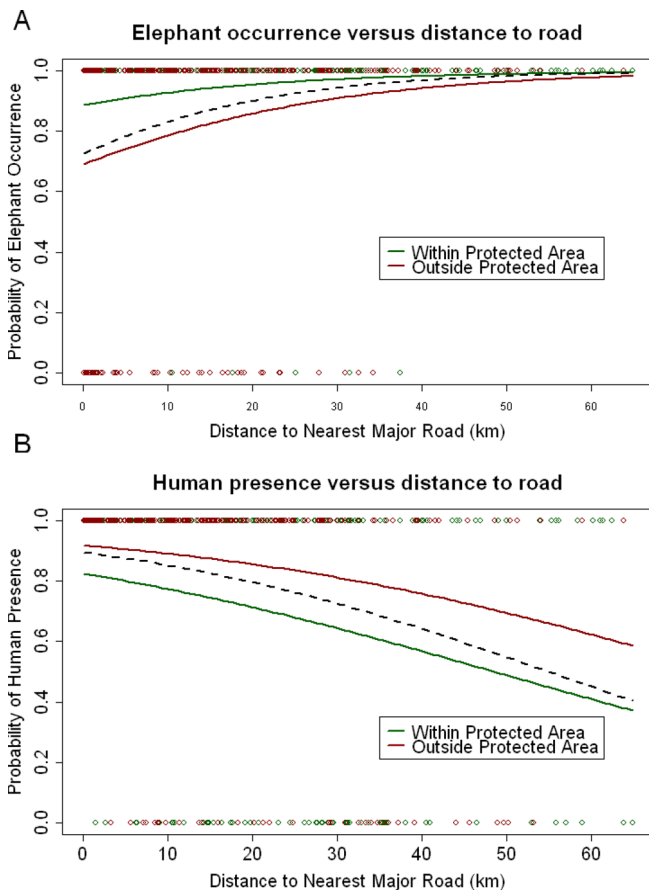 A
Elephant occurrence versus distance to road
Probability of Elephant Occurrence
1.0
0.8
0.6
0.4
0.2
0.0
Within Protected Area
Outside Protected Area
0 10 20 30 40 50 60
Distance to Nearest Major Road (km)
B
Human presence versus distance to road
Probability of Human Presence
1.0
0.8
0.6
0.4
0.2
0.0
Within Protected Area
Outside Protected Area
0 10 20 30 40 50 60
Distance to Nearest Major Road (km)